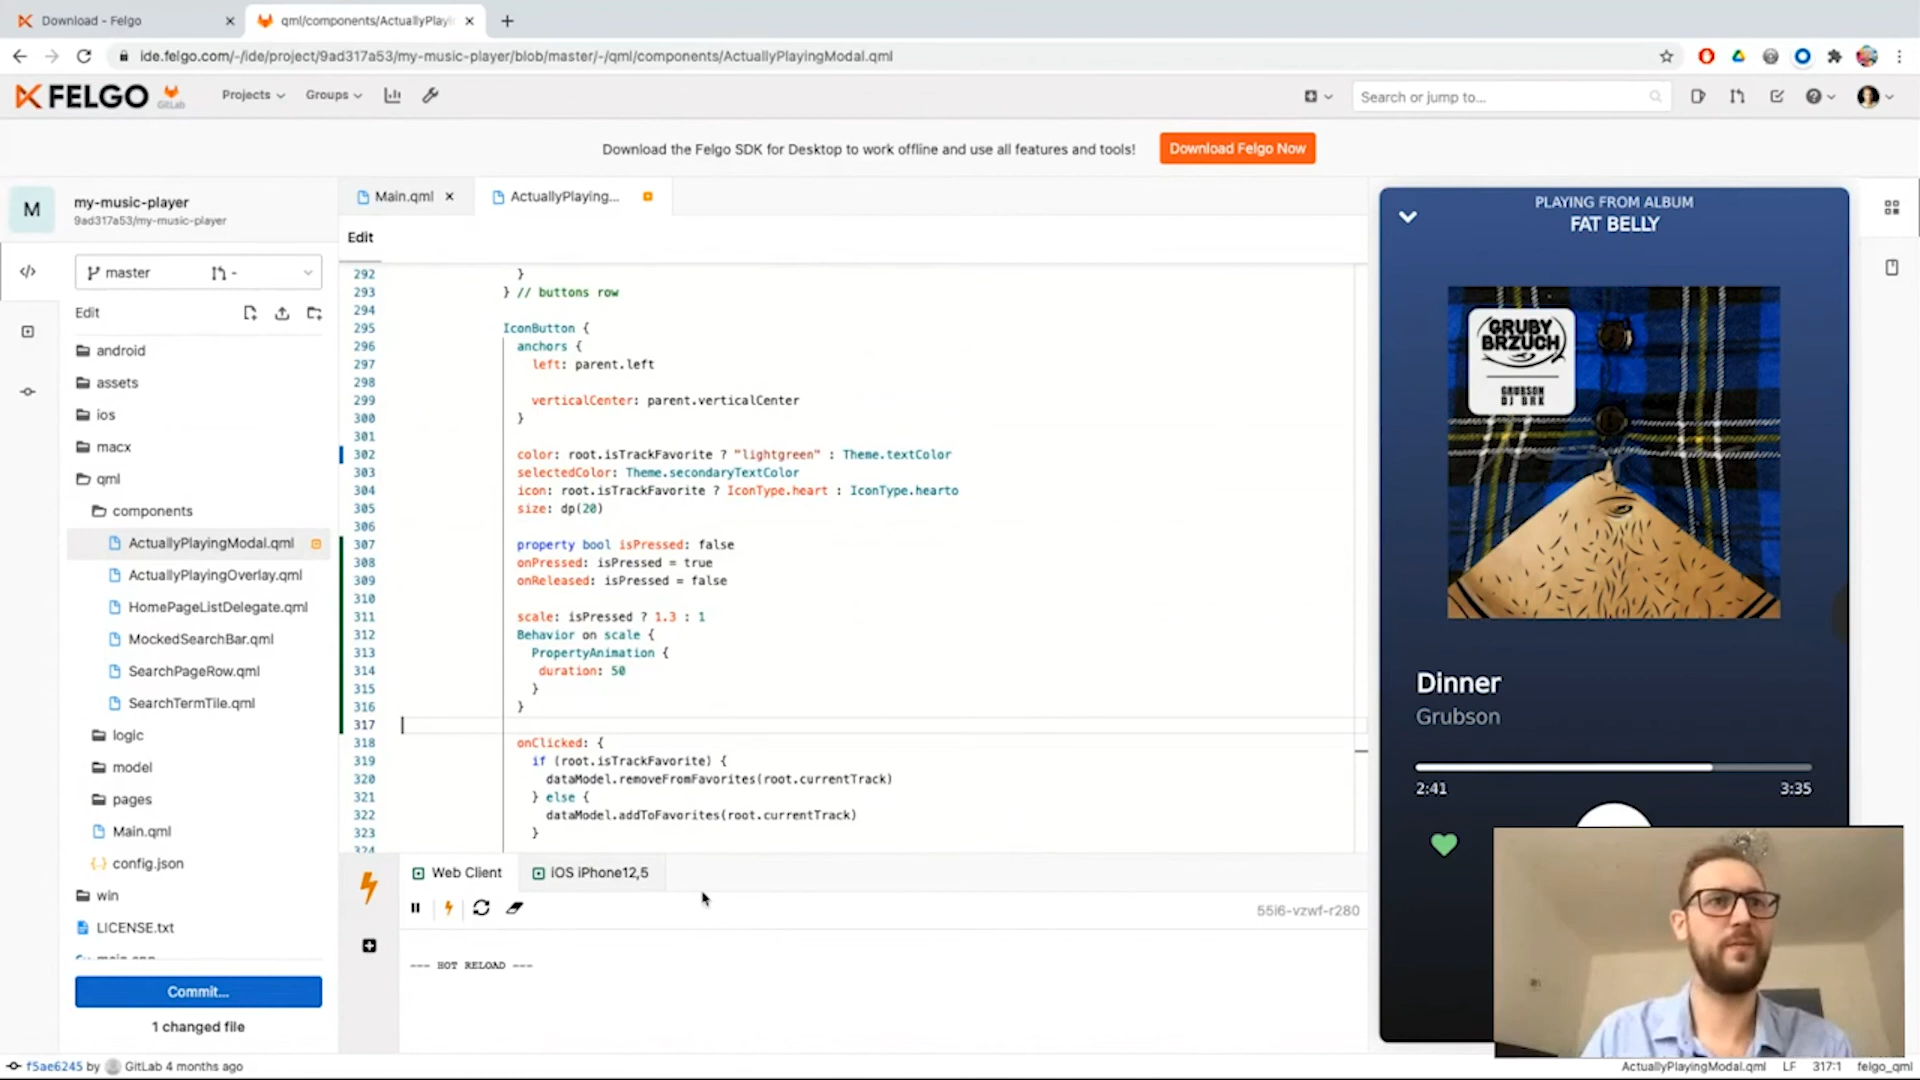 Download - Felgo
qml/components/ActuallyPlayi
ide.felgo.com/-/ide/project/9ad317a53/my-music-player/blob/master/-/qml/components/ActuallyPlayingModal.qml
FELGO
GitLab
Projects
Groups
Search or jump to...
Download the Felgo SDK for Desktop to work offline and use all features and tools!
Download Felgo Now
M
my-music-player
9ad317a53/my-music-player
master
-
Edit
android
assets
ios
macx
qml
components
ActuallyPlayingModal.qml
ActuallyPlayingOverlay.qml
HomePageListDelegate.qml
MockedSearchBar.qml
SearchPageRow.qml
SearchTermTile.qml
logic
model
pages
Main.qml
{} config.json
win
LICENSE.txt
main.cpp
Commit...
1 changed file
Main.qml
ActuallyPlaying...
Edit
292 }
293 } // buttons row
294
295 IconButton {
296 anchors {
297 left: parent.left
298
299 verticalCenter: parent.verticalCenter
300 }
301
302 color: root.isTrackFavorite ? "lightgreen" : Theme.textColor
303 selectedColor: Theme.secondaryTextColor
304 icon: root.isTrackFavorite ? IconType.heart : IconType.hearto
305 size: dp(20)
306
307 property bool isPressed: false
308 onPressed: isPressed = true
309 onReleased: isPressed = false
310
311 scale: isPressed ? 1.3 : 1
312 Behavior on scale {
313 PropertyAnimation {
314 duration: 50
315 }
316 }
317
318 onClicked: {
319 if (root.isTrackFavorite) {
320 dataModel.removeFromFavorites(root.currentTrack)
321 } else {
322 dataModel.addToFavorites(root.currentTrack)
323 }
324
Web Client
iOS iPhone12,5
55i6-vzwf-r280
--- HOT RELOAD ---
PLAYING FROM ALBUM
FAT BELLY
GRUBY
BRZUCH
GRUBSON
DJ BRK
Dinner
Grubson
2:41
3:35
f5ae6245 by GitLab 4 months ago
ActuallyPlayingModal.qml LF 317:1 felgo_qml